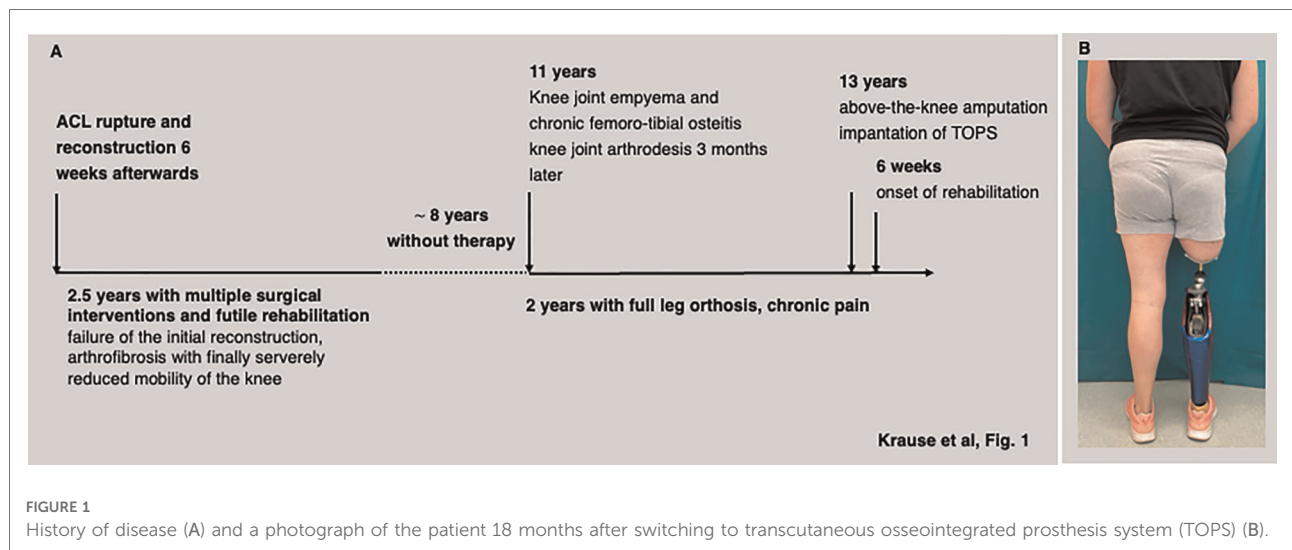 A
ACL rupture and
reconstruction 6
weeks afterwards
~ 8 years
without therapy
11 years
Knee joint empyema and
chronic femoro-tibial osteitis
knee joint arthrodesis 3 months
later
13 years
above-the-knee amputation
impantation of TOPS
6 weeks
onset of rehabilitation
2.5 years with multiple surgical
interventions and futile rehabilitation
failure of the initial reconstruction,
arthrofibrosis with finally serverely
reduced mobility of the knee
2 years with full leg orthosis, chronic pain
Krause et al, Fig. 1
B
FIGURE 1
History of disease (A) and a photograph of the patient 18 months after switching to transcutaneous osseointegrated prosthesis system (TOPS) (B).